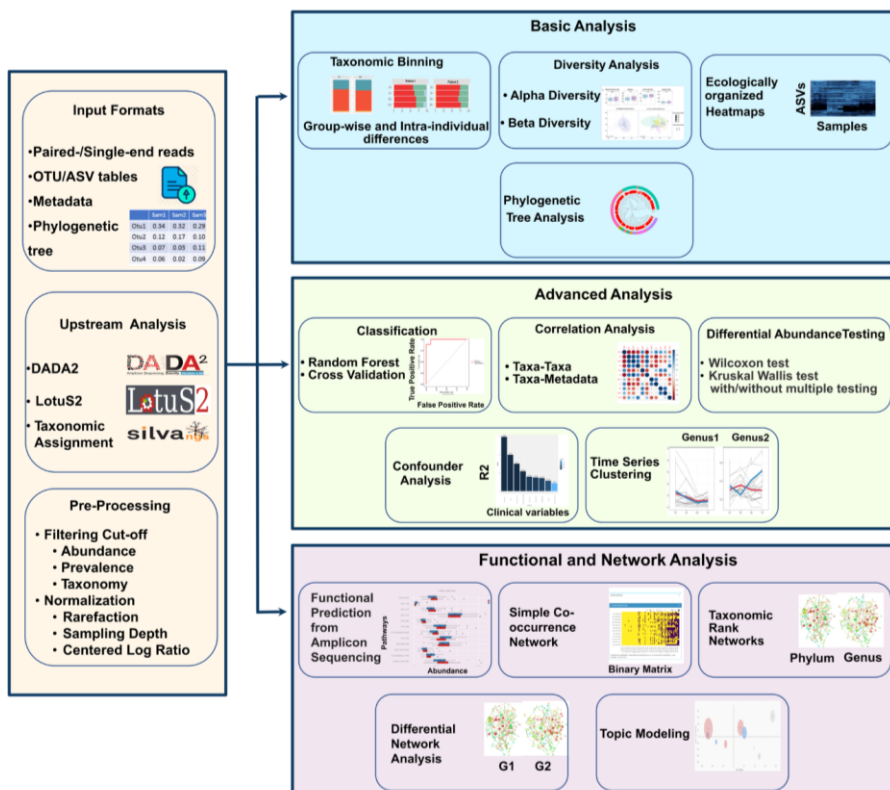 Input Formats
•Paired-/Single-end reads
•OTU/ASV tables
•Metadata
•Phylogenetic
tree
Sam1 Sam2 Sam3
Otu1 0.34 0.32 0.29
Otu2 0.12 0.17 0.10
Otu3 0.07 0.03 0.11
Otu4 0.06 0.02 0.09
Upstream Analysis
•DADA2
DADA2
• LotuS2
LotuS2
• Taxonomic
Assignment
silva ngs
Pre-Processing
• Filtering Cut-off
• Abundance
• Prevalence
• Taxonomy
• Normalization
• Rarefaction
• Sampling Depth
• Centered Log Ratio
Basic Analysis
Taxonomic Binning
Group-wise and Intra-individual
differences
Diversity Analysis
• Alpha Diversity
• Beta Diversity
Ecologically
organized
Heatmaps
ASVs
Samples
Phylogenetic
Tree Analysis
Advanced Analysis
Classification
• Random Forest
• Cross Validation
True Positive Rate
False Positive Rate
Correlation Analysis
• Taxa-Taxa
• Taxa-Metadata
Differential AbundanceTesting
• Wilcoxon test
• Kruskal Wallis test
with/without multiple testing
Confounder
Analysis
R2
Clinical variables
Time Series
Clustering
Genus1 Genus2
Functional and Network Analysis
Functional
Prediction
from
Amplicon
Sequencing
Pathways
Abundance
Simple Co-
occurrence
Network
Binary Matrix
Taxonomic
Rank
Networks
Phylum Genus
Differential
Network
Analysis
G1 G2
Topic Modeling